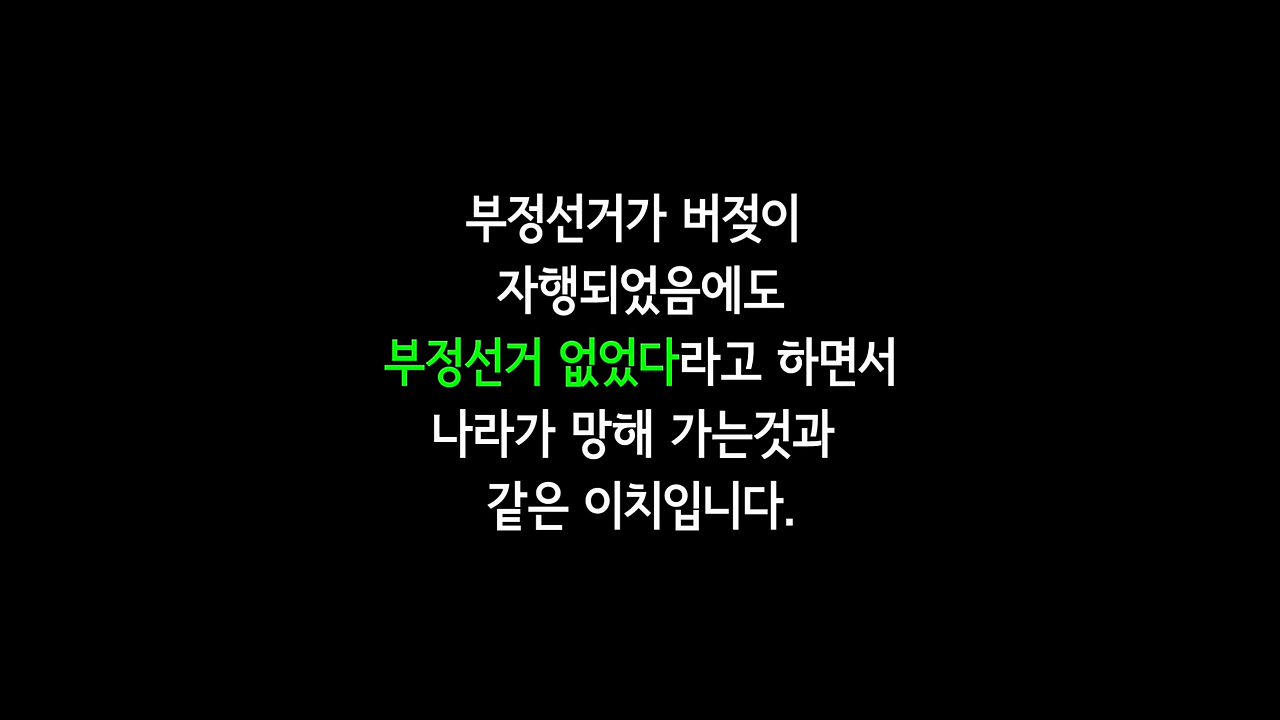 부정선거가 버젖이
자행되었음에도
부정선거 없었다라고 하면서
나라가 망해 가는것과
같은 이치입니다.